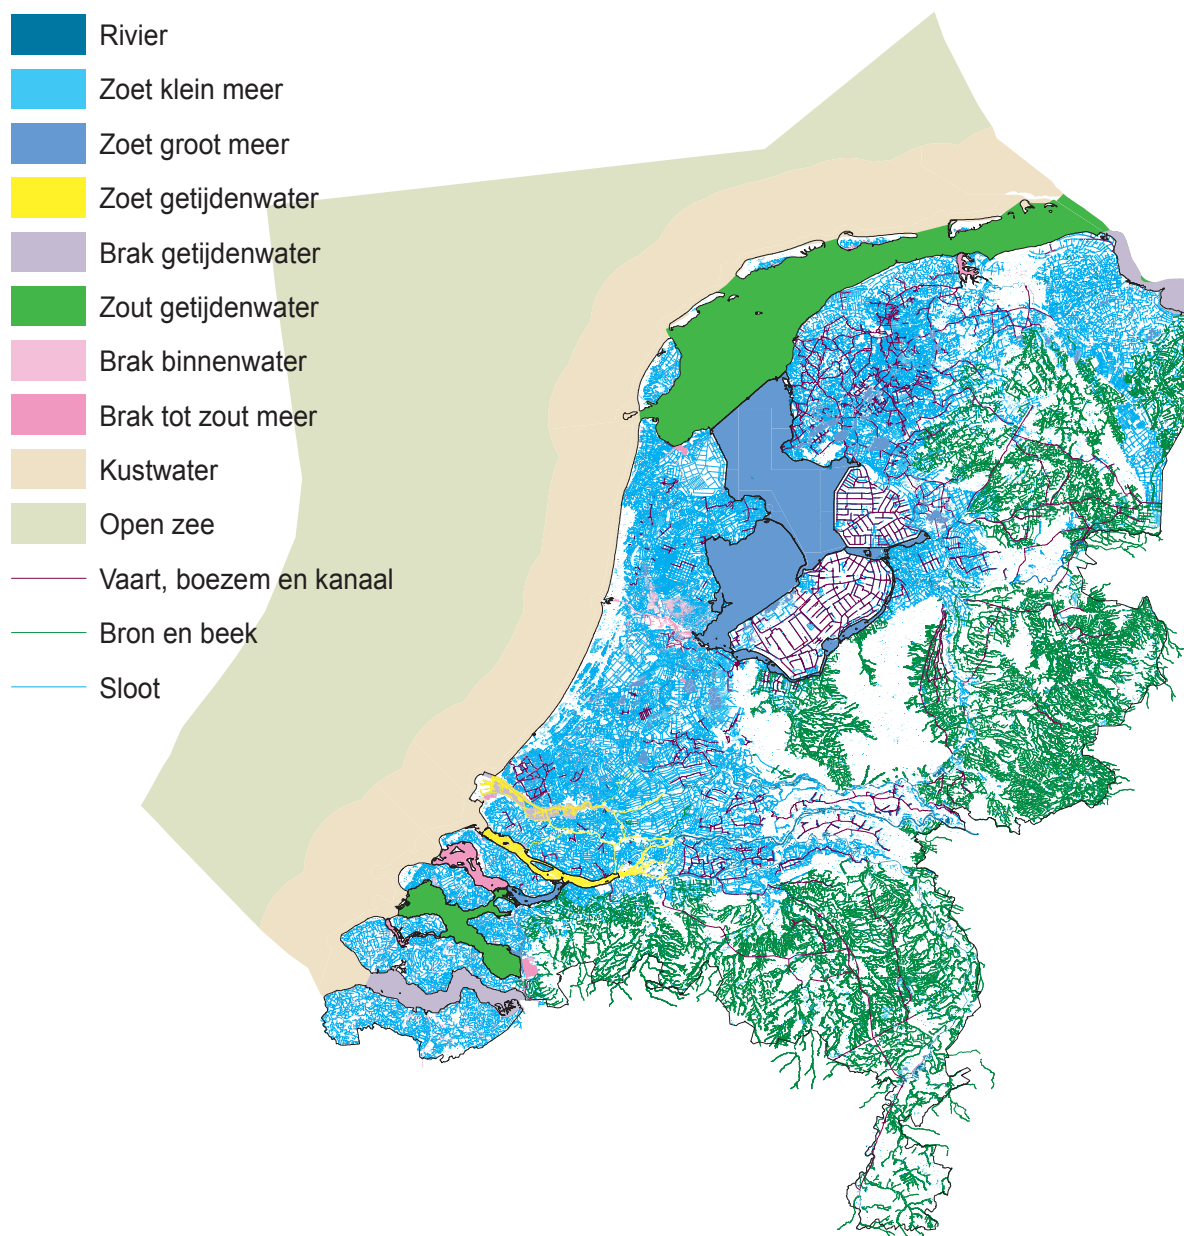 Rivier
Zoet klein meer
Zoet groot meer
Zoet getijdenwater
Brak getijdenwater
Zout getijdenwater
Brak binnenwater
Brak tot zout meer
Kustwater
Open zee
Vaart, boezem en kanaal
Bron en beek
Sloot